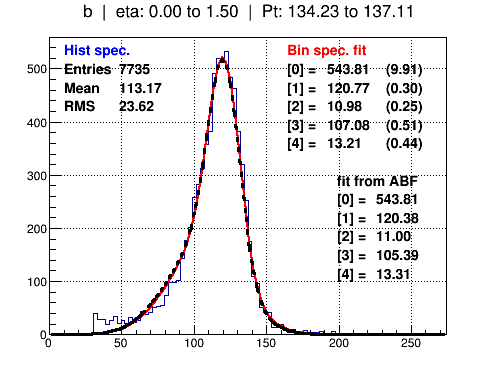 b | eta: 0.00 to 1.50 | Pt: 134.23 to 137.11
Hist spec.
Entries 7735
Mean 113.17
RMS 23.62
Bin spec. fit
[0] = 543.81 (9.91)
[1] = 120.77 (0.30)
[2] = 10.98 (0.25)
[3] = 107.08 (0.51)
[4] = 13.21 (0.44)
fit from ABF
[0] = 543.81
[1] = 120.38
[2] = 11.00
[3] = 105.39
[4] = 13.31
500
400
300
200
100
0
0 50 100 150 200 250